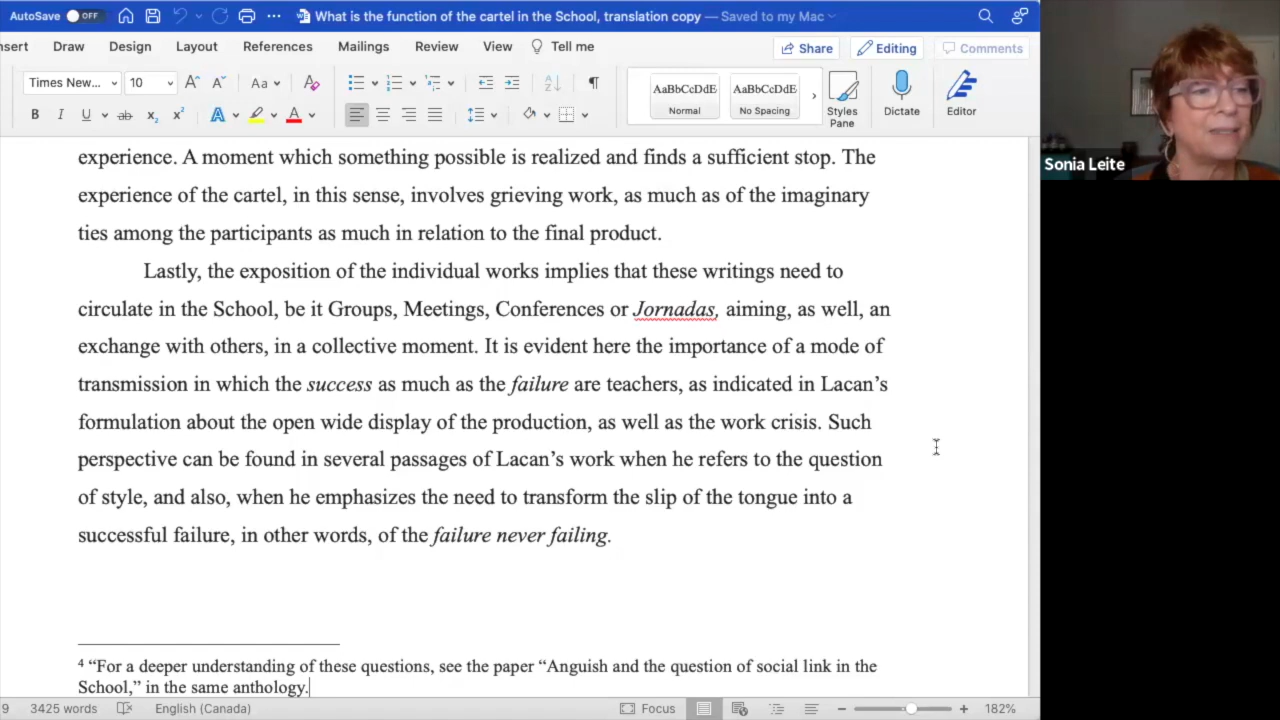 AutoSave OFF What is the function of the cartel in the School, translation copy — Saved to my Mac
nsert Draw Design Layout References Mailings Review View Tell me Share Editing Comments
Times New... 10 Aa AaBbCcDdE AaBbCcDdE
B I U ab x₂ x² A A Normal No Spacing Styles Pane Dictate Editor
Sonia Leite
experience. A moment which something possible is realized and finds a sufficient stop. The
experience of the cartel, in this sense, involves grieving work, as much as of the imaginary
ties among the participants as much in relation to the final product.
Lastly, the exposition of the individual works implies that these writings need to
circulate in the School, be it Groups, Meetings, Conferences or Jornadas, aiming, as well, an
exchange with others, in a collective moment. It is evident here the importance of a mode of
transmission in which the success as much as the failure are teachers, as indicated in Lacan’s
formulation about the open wide display of the production, as well as the work crisis. Such
perspective can be found in several passages of Lacan’s work when he refers to the question
of style, and also, when he emphasizes the need to transform the slip of the tongue into a
successful failure, in other words, of the failure never failing.
4 “For a deeper understanding of these questions, see the paper “Anguish and the question of social link in the
School,” in the same anthology.
9 3425 words English (Canada) Focus 182%